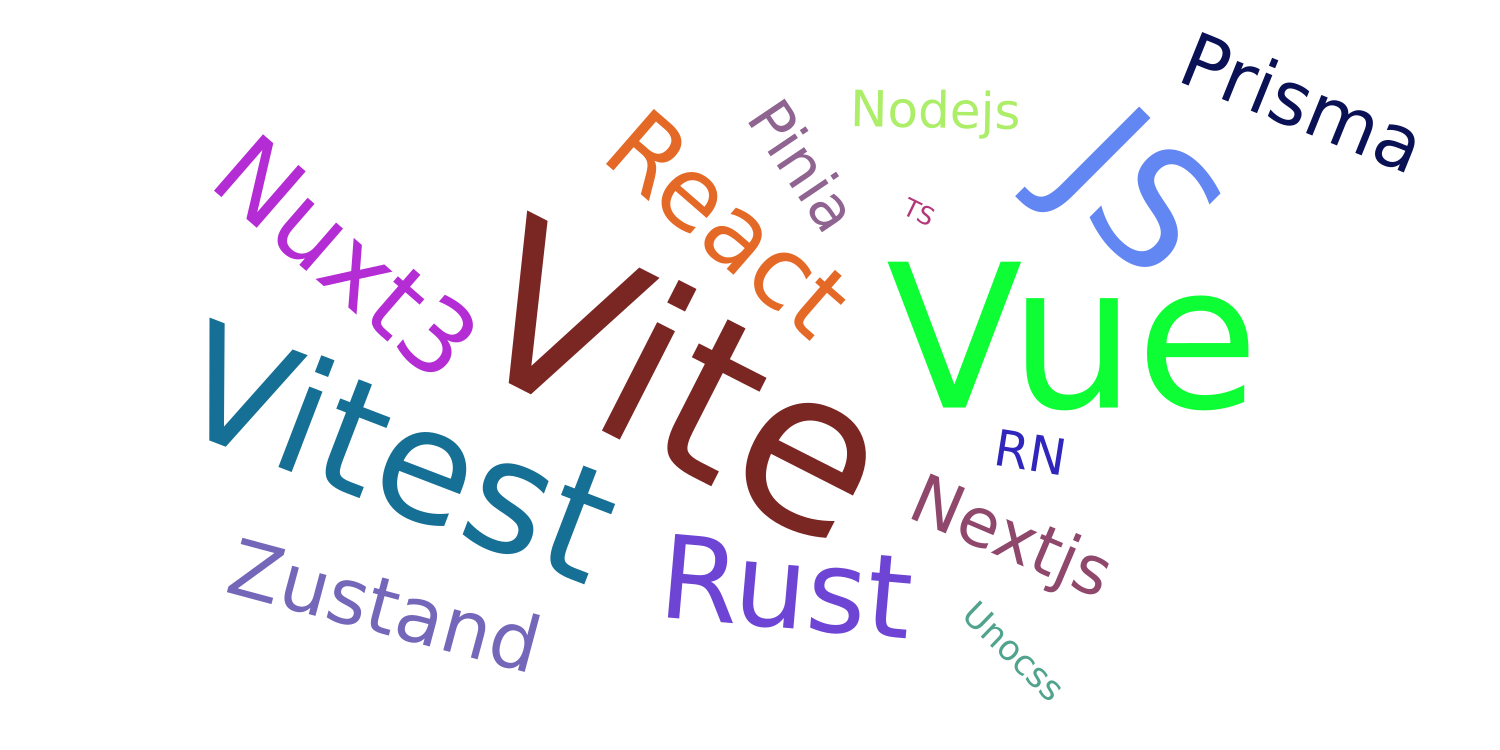 Prisma
Nodejs
Pinia
JS
React
Nuxt3
TS
Vite
Vue
Vitest
RN
Nextjs
Rust
Zustand
Unocss